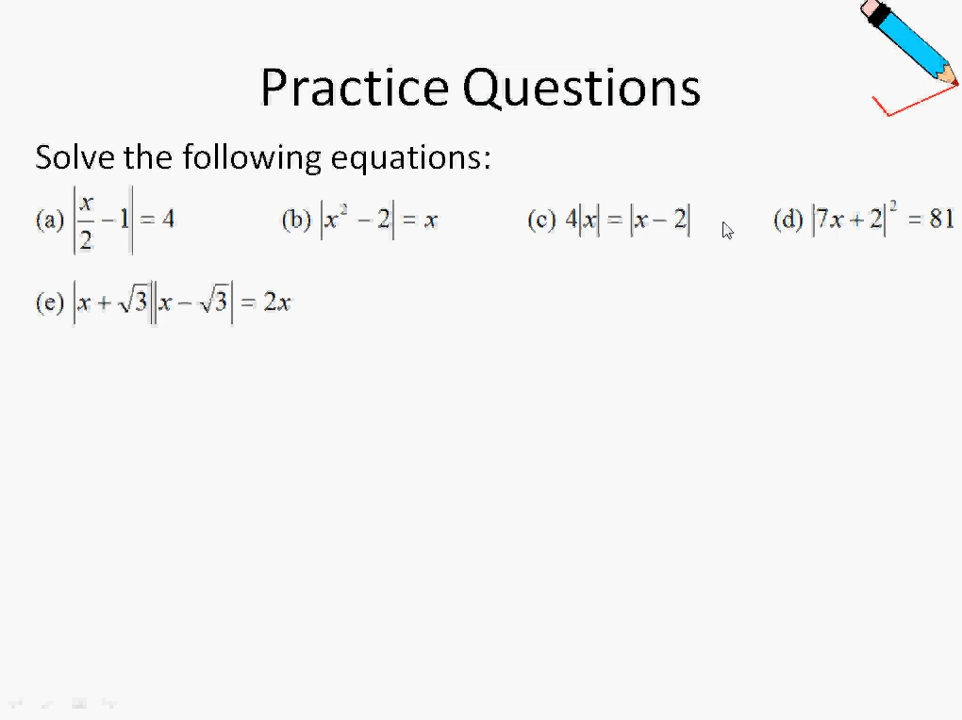 Practice Questions
Solve the following equations:
(a) |x/2 − 1| = 4 (b) |x² − 2| = x (c) 4|x| = |x − 2| (d) |7x + 2|² = 81
(e) |x + √3||x − √3| = 2x